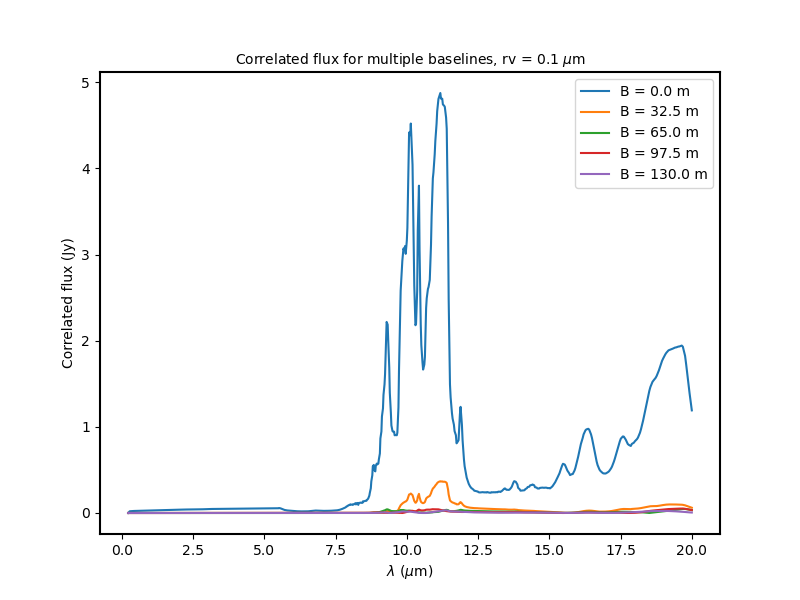 Correlated flux for multiple baselines, rv = 0.1 μm
5
4
3
2
1
0
Correlated flux (Jy)
B = 0.0 m
B = 32.5 m
B = 65.0 m
B = 97.5 m
B = 130.0 m
0.0 2.5 5.0 7.5 10.0 12.5 15.0 17.5 20.0
λ (μm)